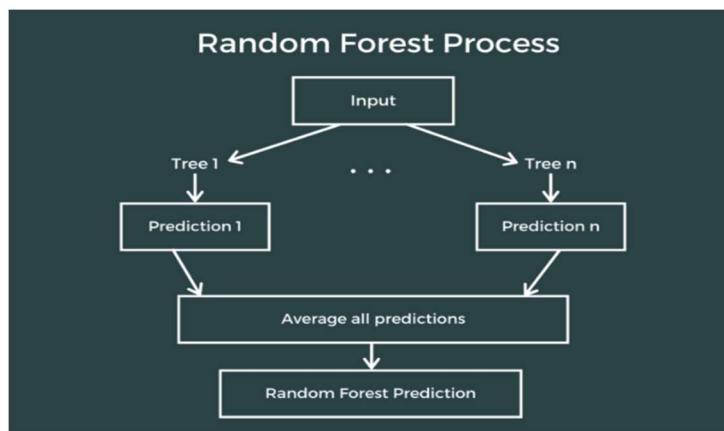 Random Forest Process
Input
Tree 1
. . .
Tree n
Prediction 1
Prediction n
Average all predictions
Random Forest Prediction